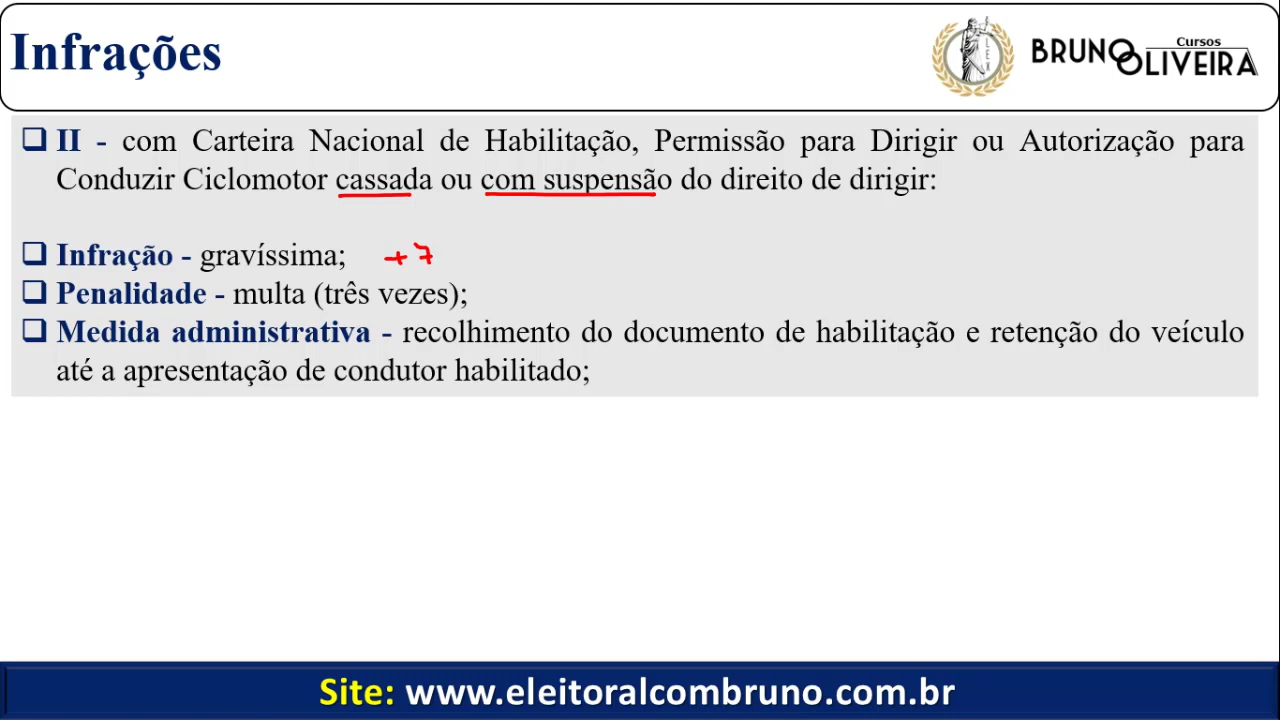 Infrações
Cursos
BRUNO
OLIVEIRA
LEX
II - com Carteira Nacional de Habilitação, Permissão para Dirigir ou Autorização para
Conduzir Ciclomotor cassada ou com suspensão do direito de dirigir:
Infração - gravíssima; +7
Penalidade - multa (três vezes);
Medida administrativa - recolhimento do documento de habilitação e retenção do veículo
até a apresentação de condutor habilitado;
Site: www.eleitoralcombruno.com.br